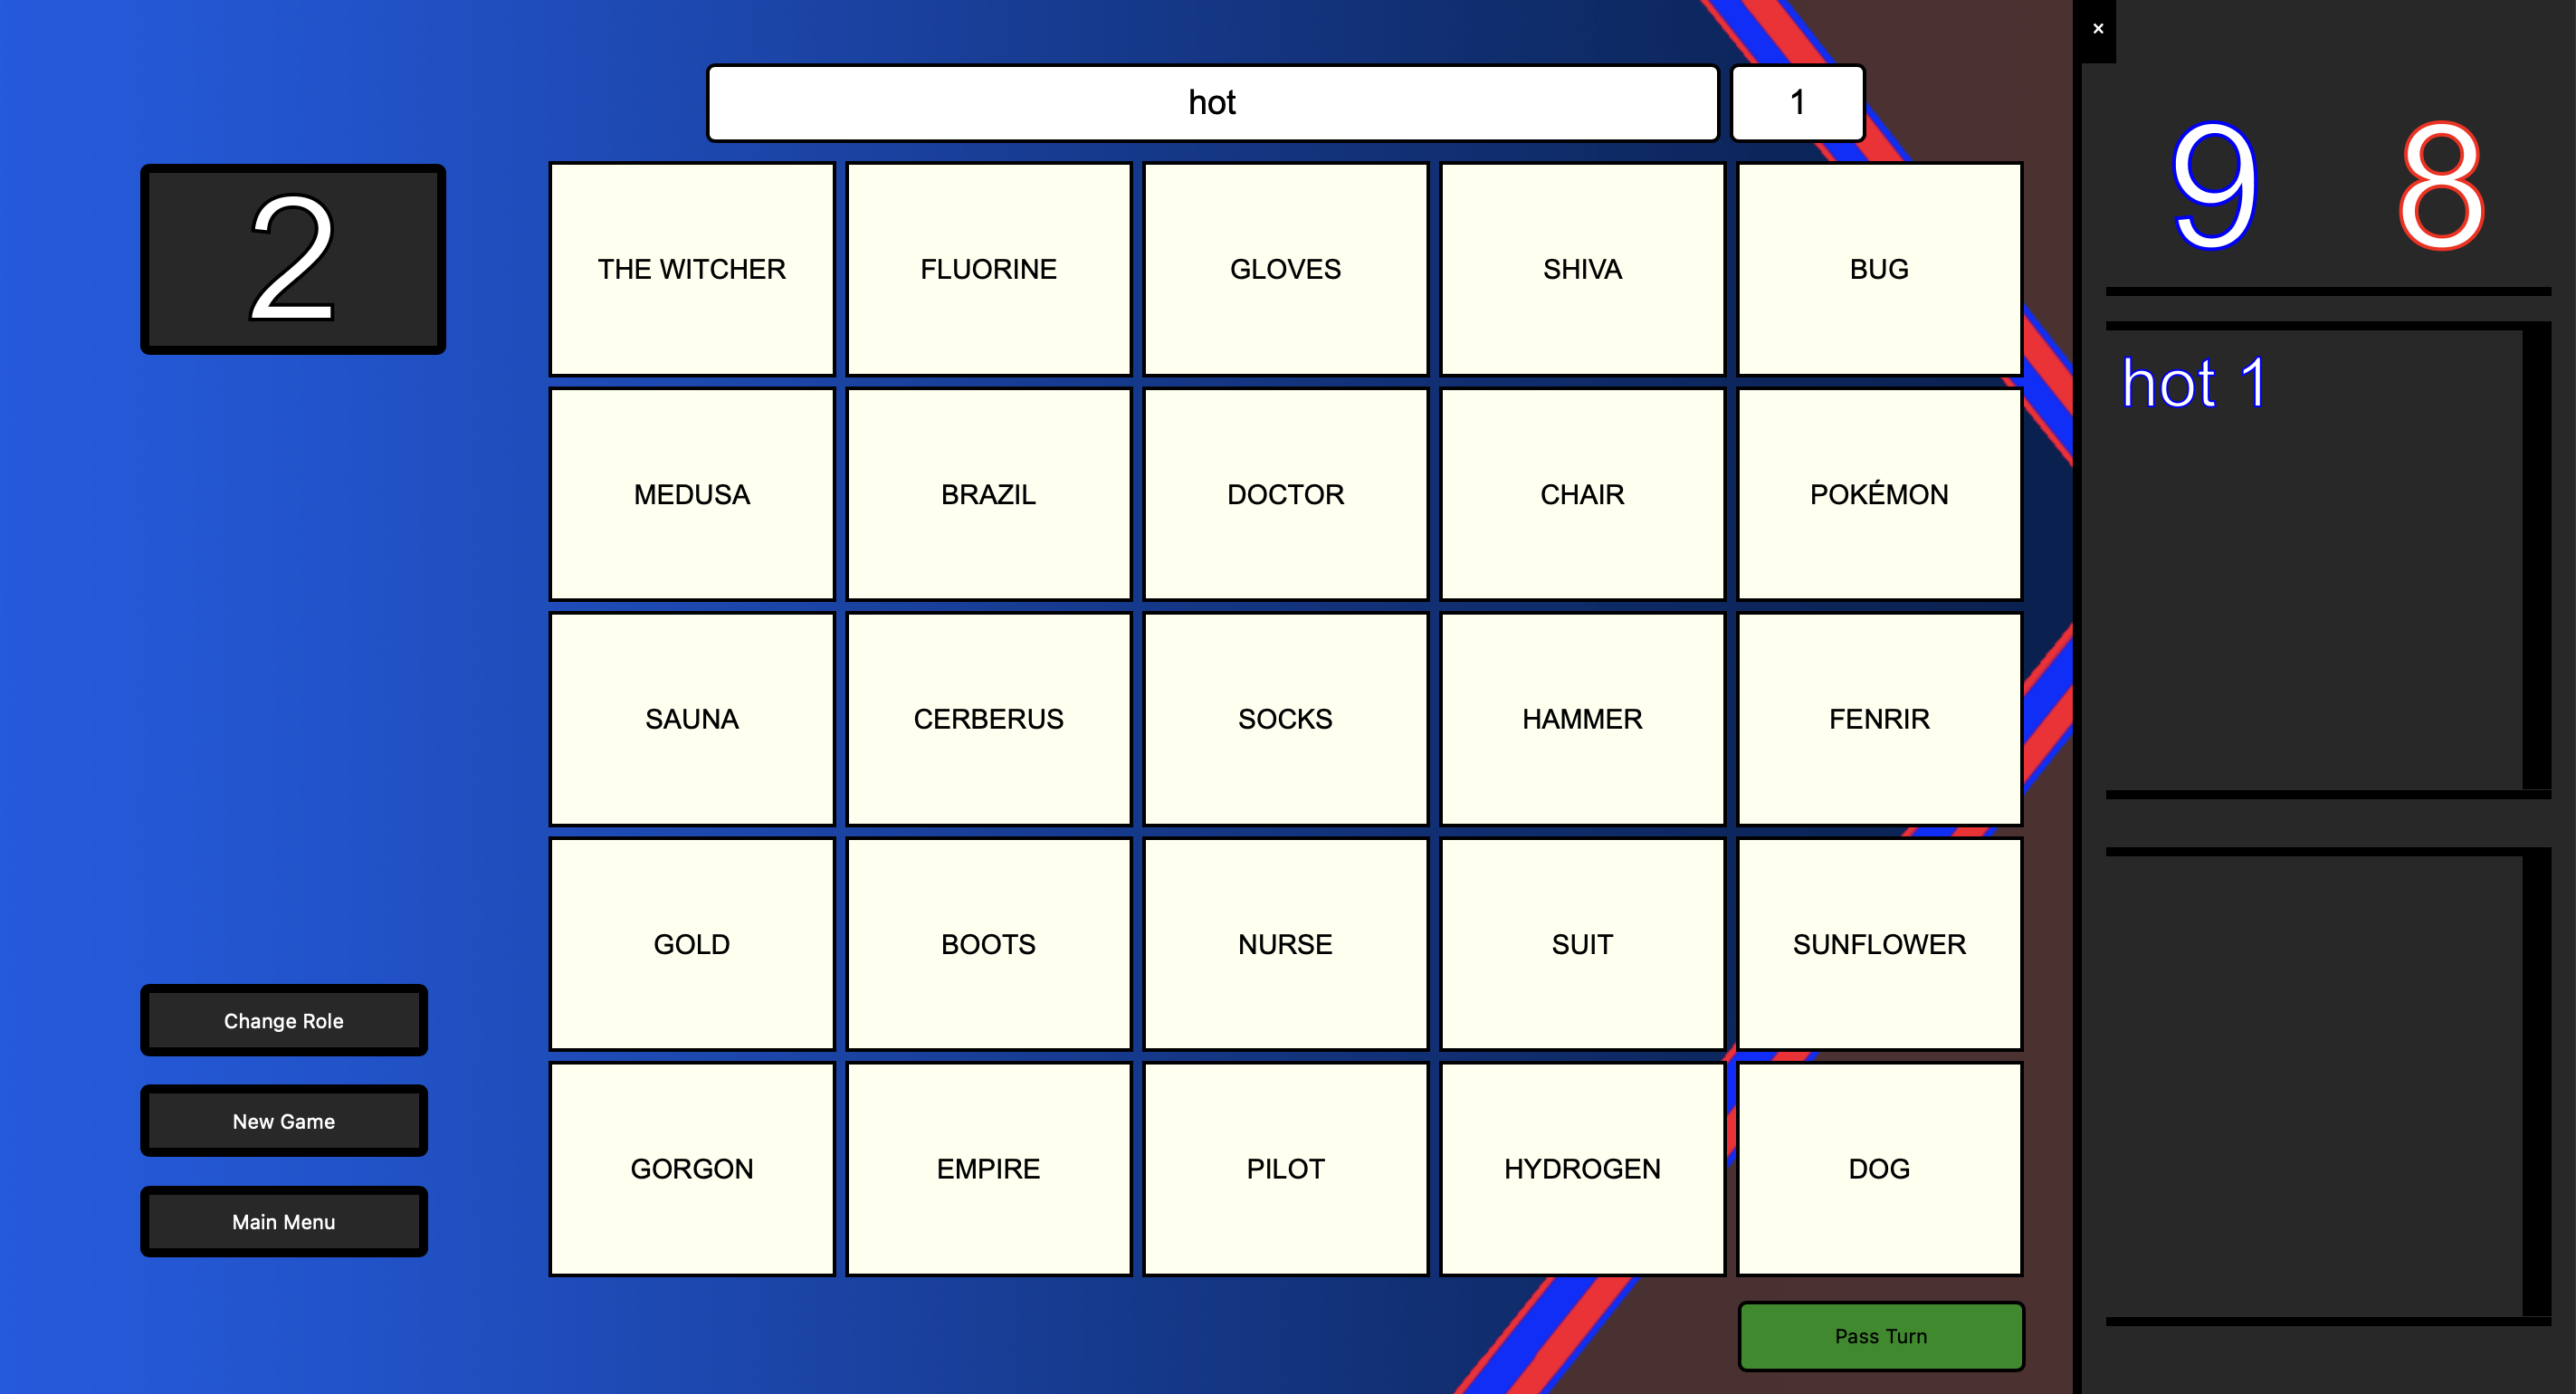 ×
hot 1
2
9 8
THE WITCHER FLUORINE GLOVES SHIVA BUG
hot 1
MEDUSA BRAZIL DOCTOR CHAIR POKÉMON
SAUNA CERBERUS SOCKS HAMMER FENRIR
GOLD BOOTS NURSE SUIT SUNFLOWER
Change Role
New Game
GORGON EMPIRE PILOT HYDROGEN DOG
Main Menu
Pass Turn